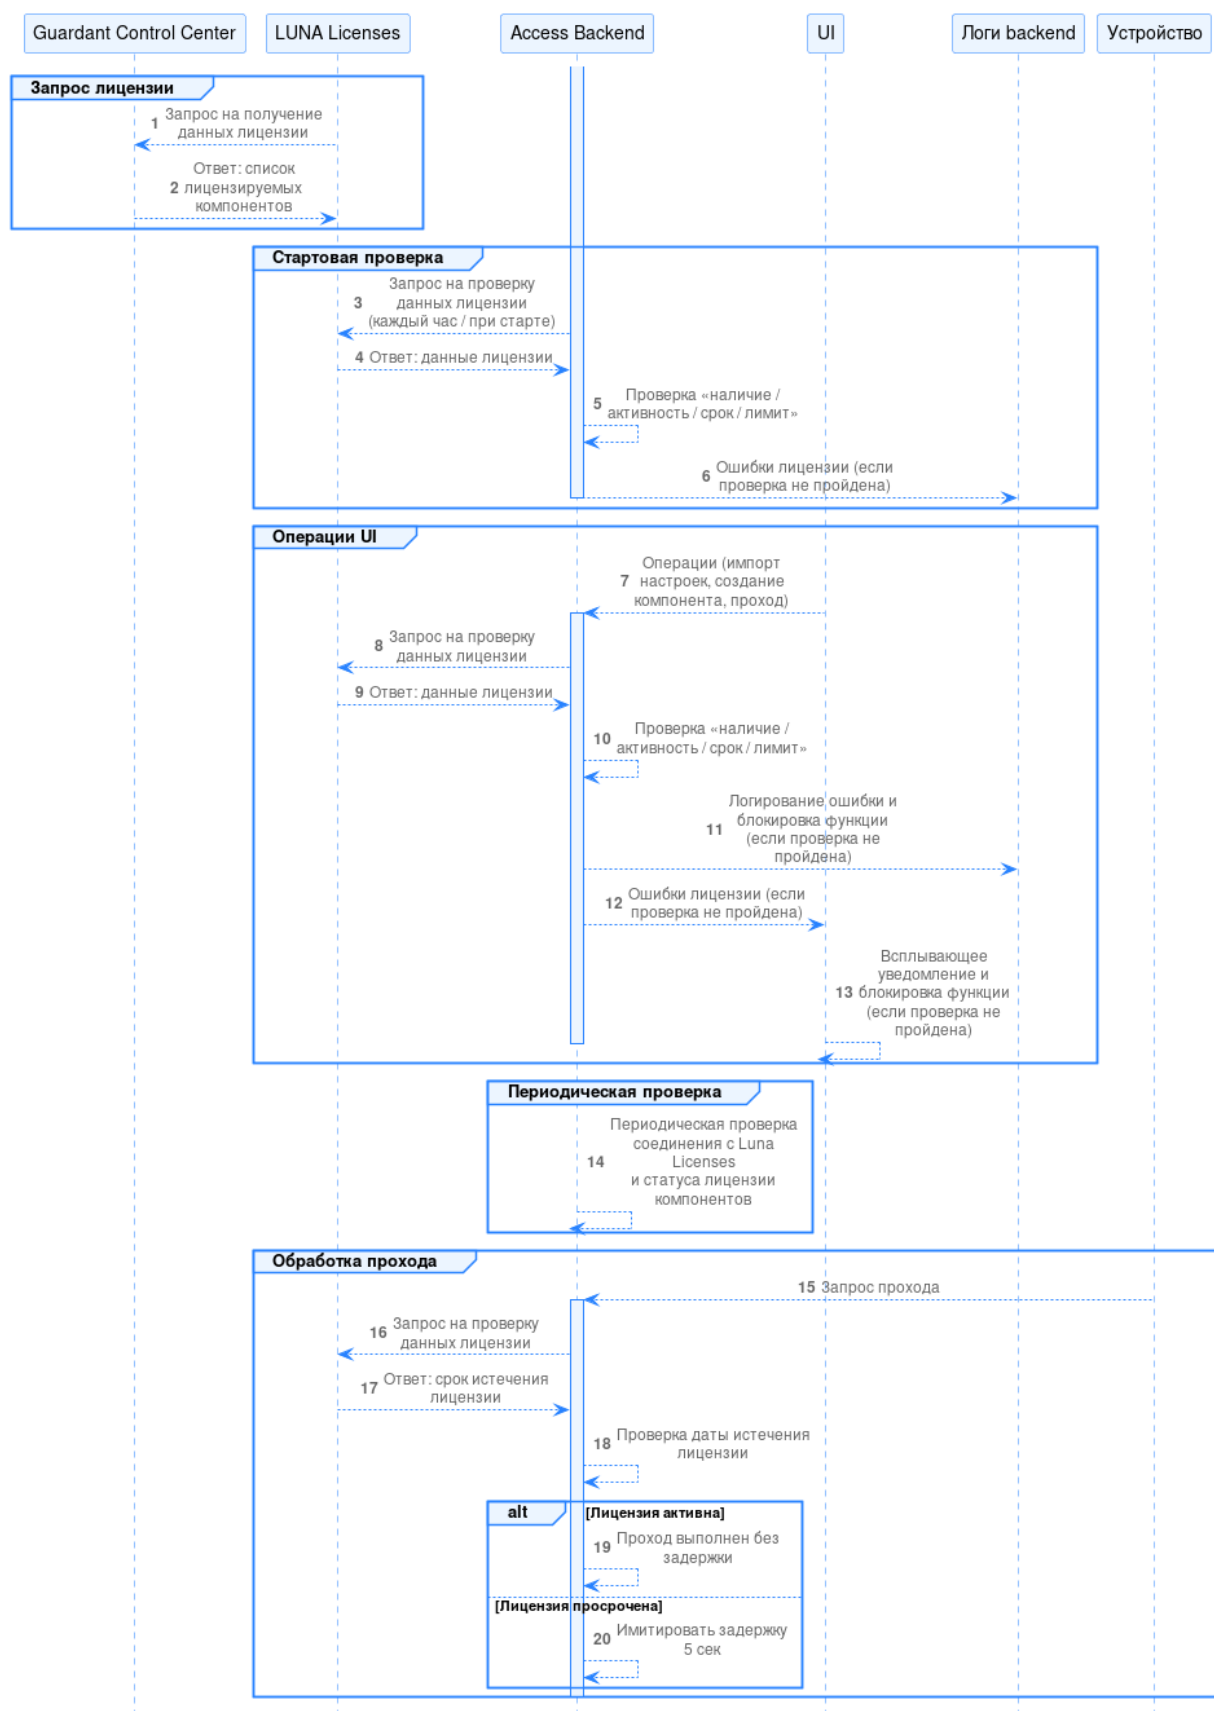 Guardant Control Center
LUNA Licenses
Access Backend
UI
Логи backend
Устройство
Запрос лицензии
1 Запрос на получение
данных лицензии
Ответ: список
2 лицензируемых
компонентов
Стартовая проверка
Запрос на проверку
3 данных лицензии
(каждый час / при старте)
4 Ответ: данные лицензии
5 Проверка «наличие /
активность / срок / лимит»
6 Ошибки лицензии (если
проверка не пройдена)
Операции UI
Операции (импорт
7 настроек, создание
компонента, проход)
8 Запрос на проверку
данных лицензии
9 Ответ: данные лицензии
10 Проверка «наличие /
активность / срок / лимит»
Логирование ошибки и
блокировка функции
11 (если проверка не
пройдена)
12 Ошибки лицензии (если
проверка не пройдена)
Всплывающее
уведомление и
13 блокировка функции
(если проверка не
пройдена)
Периодическая проверка
Периодическая проверка
соединения с Luna
14 Licenses
и статуса лицензии
компонентов
Обработка прохода
15 Запрос прохода
16 Запрос на проверку
данных лицензии
17 Ответ: срок истечения
лицензии
18 Проверка даты истечения
лицензии
alt [Лицензия активна]
19 Проход выполнен без
задержки
[Лицензия просрочена]
20 Имитировать задержку
5 сек